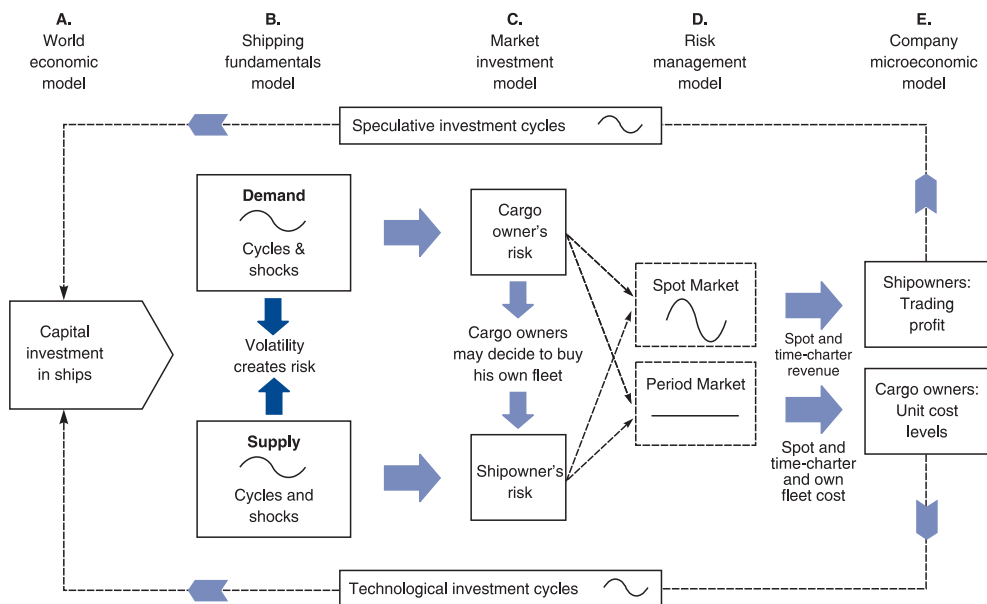 A.
World
economic
model
B.
Shipping
fundamentals
model
C.
Market
investment
model
D.
Risk
management
model
E.
Company
microeconomic
model
Speculative investment cycles
Demand
Cycles &
shocks
Cargo
owner's
risk
Spot Market
Shipowners:
Trading
profit
Capital
investment
in ships
Volatility
creates risk
Cargo owners
may decide to buy
his own fleet
Spot and
time-charter
revenue
Period Market
Cargo owners:
Unit cost
levels
Supply
Cycles and
shocks
Shipowner's
risk
Spot and
time-charter
and own
fleet cost
Technological investment cycles